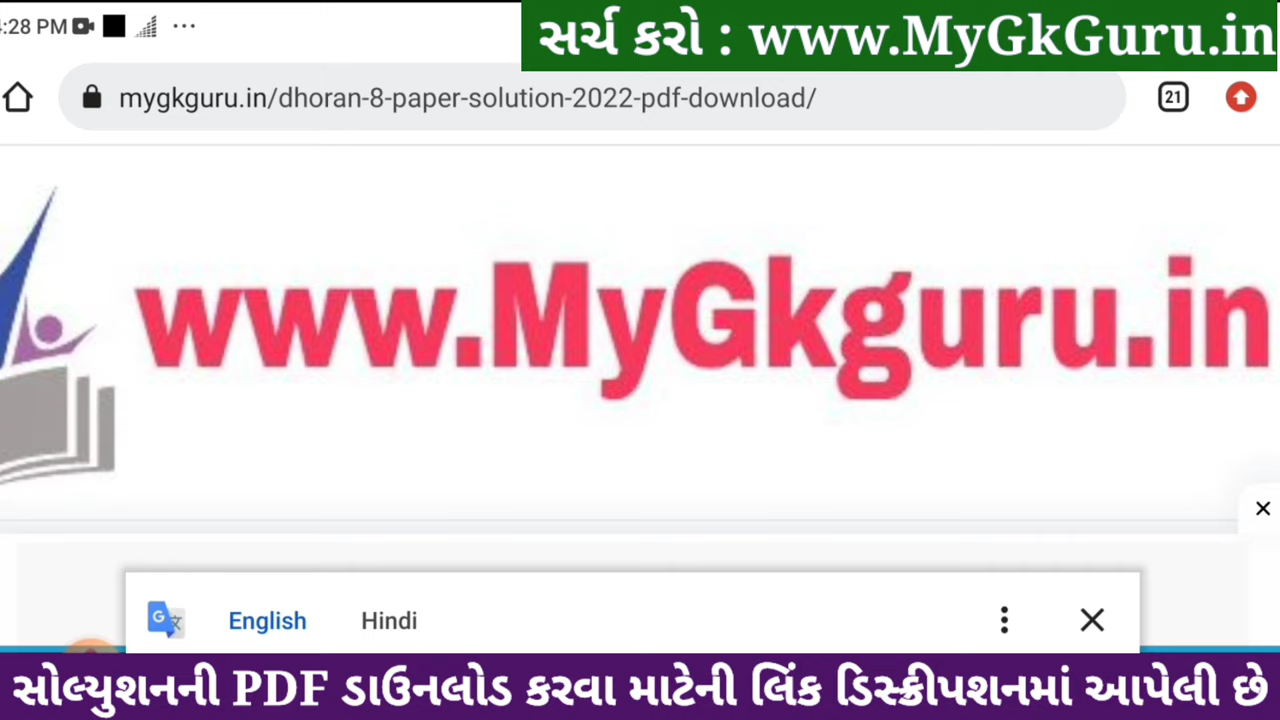 :28 PM
સર્ચ કરો : www.MyGkGuru.in
mygkguru.in/dhoran-8-paper-solution-2022-pdf-download/
21
www.MyGkguru.in
English Hindi
સોલ્યુશનની PDF ડાઉનલોડ કરવા માટેની લિંક ડિસ્ક્રીપશનમાં આપેલી છે